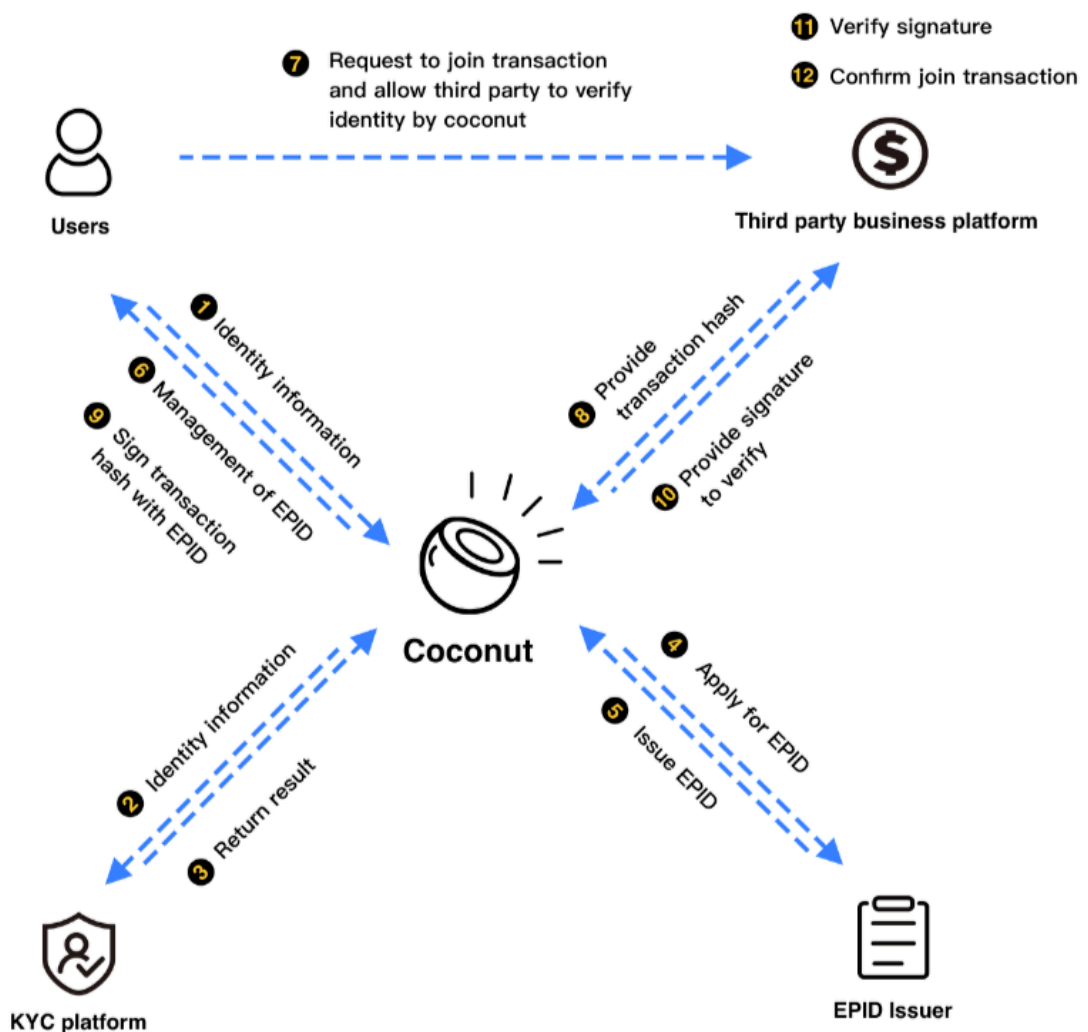 11 Verify signature
12 Confirm join transaction
7 Request to join transaction
and allow third party to verify
identity by coconut
Users
Third party business platform
1 Identity information
6 Management of EPID
9 Sign transaction
hash with EPID
8 Provide
transaction hash
10 Provide signature
to verify
Coconut
2 Identity information
3 Return result
4 Apply for EPID
5 Issue EPID
KYC platform
EPID Issuer